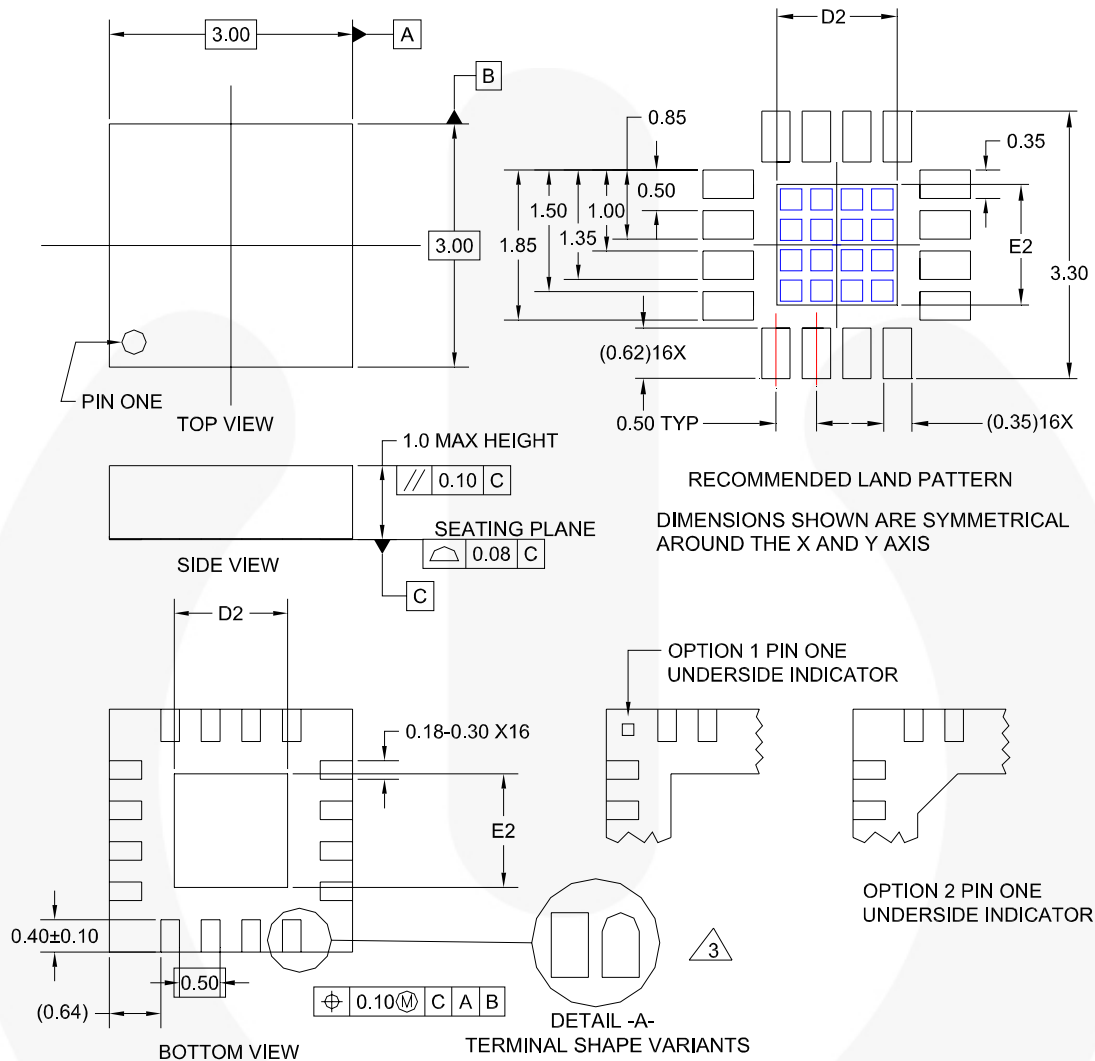 3.00
A
B
3.00
PIN ONE
TOP VIEW
D2
0.85
0.50
1.00
1.35
1.50
1.85
0.35
E2
3.30
(0.62)16X
0.50 TYP
(0.35)16X
RECOMMENDED LAND PATTERN
DIMENSIONS SHOWN ARE SYMMETRICAL
AROUND THE X AND Y AXIS
1.0 MAX HEIGHT
// 0.10 C
SEATING PLANE
⌓ 0.08 C
C
SIDE VIEW
D2
0.18-0.30 X16
E2
0.40±0.10
0.50
(0.64)
⌖ 0.10Ⓜ C A B
BOTTOM VIEW
OPTION 1 PIN ONE
UNDERSIDE INDICATOR
OPTION 2 PIN ONE
UNDERSIDE INDICATOR
3
DETAIL -A-
TERMINAL SHAPE VARIANTS